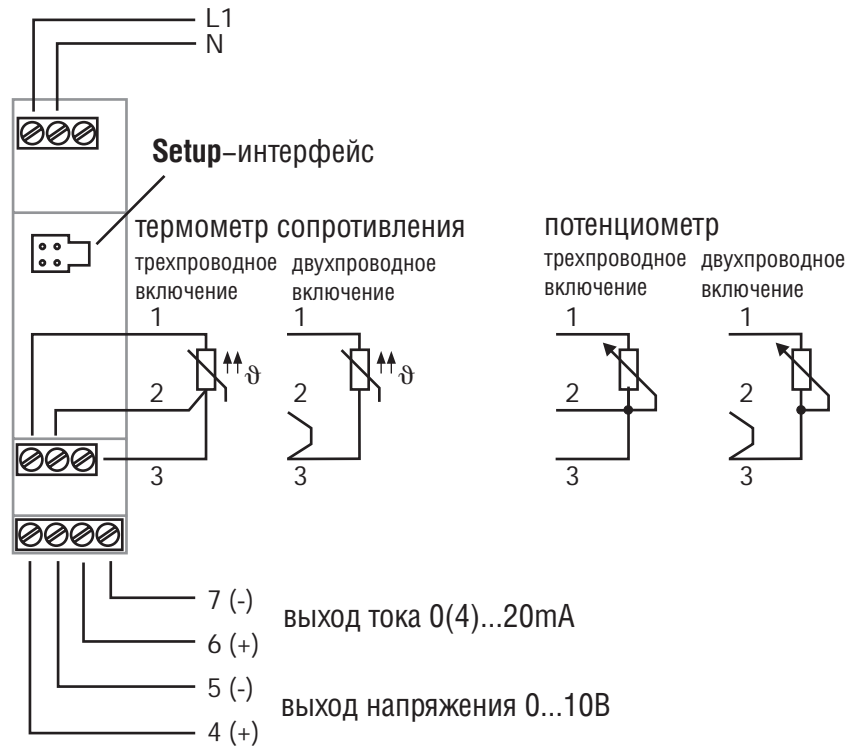 L1
N
Setup–интерфейс
термометр сопротивления
потенциометр
трехпроводное включение
двухпроводное включение
трехпроводное включение
двухпроводное включение
1
1
1
1
ϑ
ϑ
2
2
2
2
3
3
3
3
7 (-)
выход тока 0(4)...20mA
6 (+)
5 (-)
выход напряжения 0...10В
4 (+)